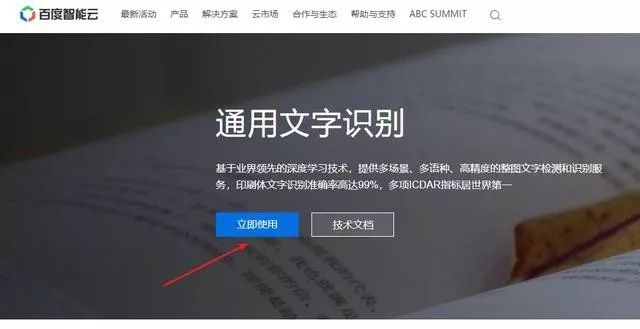 百度智能云 最新活动 产品 解决方案 云市场 合作与生态 帮助与支持 ABC SUMMIT
通用文字识别
基于业界领先的深度学习技术，提供多场景、多语种、高精度的整图文字检测和识别服
务，印刷体文字识别准确率高达99%，多项ICDAR指标居世界第一
立即使用 技术文档